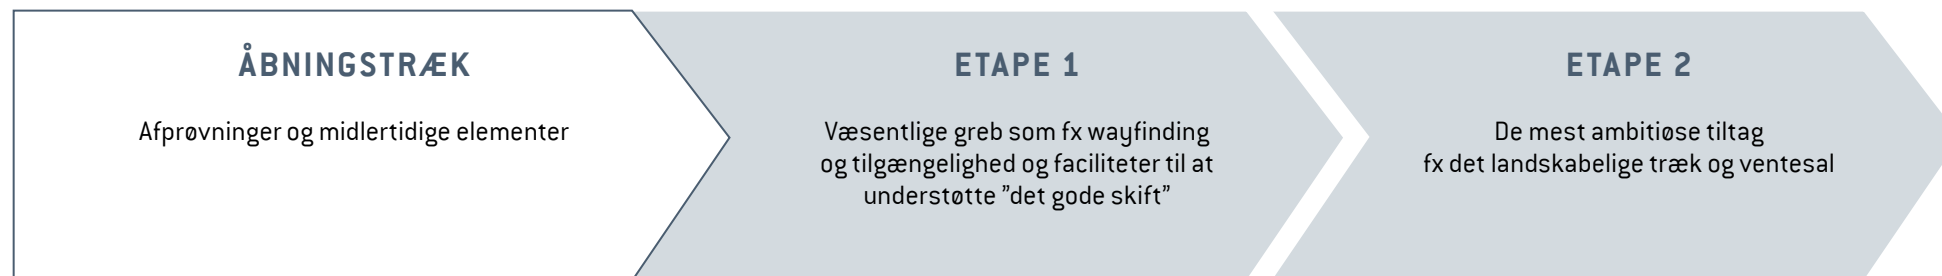 ÅBNINGSTRÆK
Afprøvninger og midlertidige elementer
ETAPE 1
Væsentlige greb som fx wayfinding
og tilgængelighed og faciliteter til at
understøtte ”det gode skift”
ETAPE 2
De mest ambitiøse tiltag
fx det landskabelige træk og ventesal